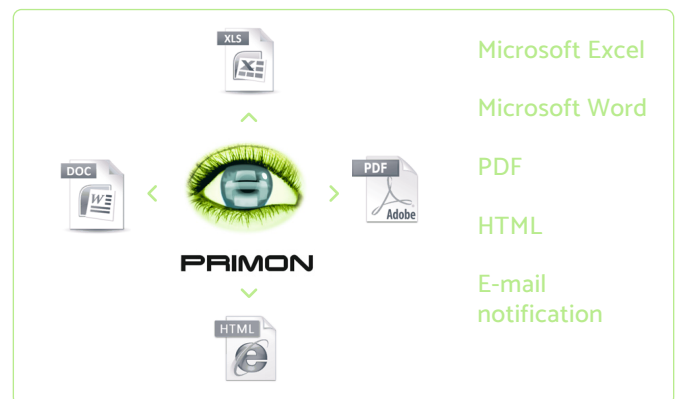 XLS
X
DOC
W
PDF
Adobe
PRIMON
HTML
e
Microsoft Excel
Microsoft Word
PDF
HTML
E-mail
notification